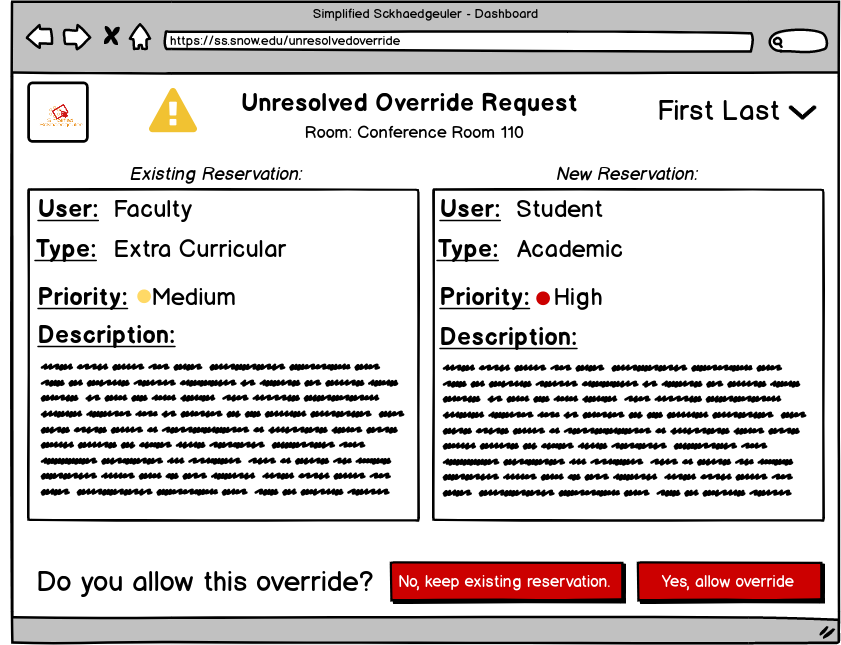 Simplified Sckhaedgeuler - Dashboard
https://ss.snow.edu/unresolvedoverride
Unresolved Override Request
First Last
Room: Conference Room 110
Existing Reservation:
New Reservation:
User: Faculty
Type: Extra Curricular
Priority: Medium
Description:
User: Student
Type: Academic
Priority: High
Description:
Do you allow this override?
No, keep existing reservation.
Yes, allow override